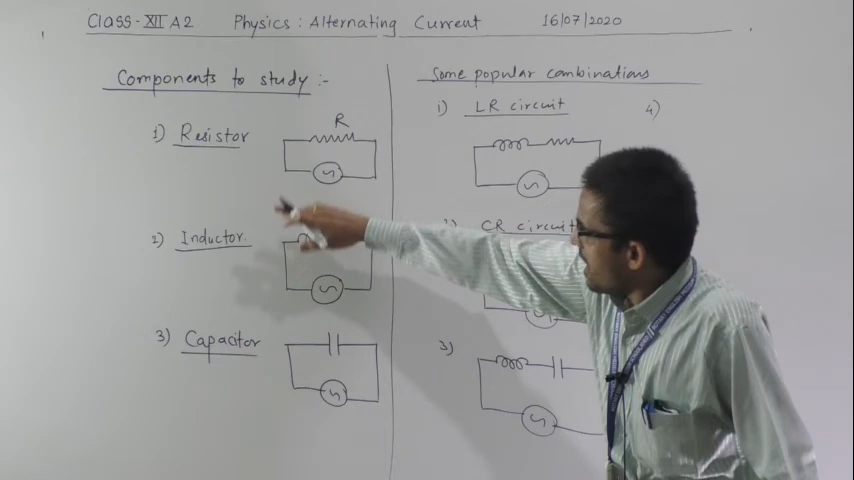 Class-XII A2 Physics : Alternating Current 16/07/2020
Components to study :-
1) Resistor
R
2) Inductor.
3) Capacitor
Some popular combinations
1) LR circuit
CR circuit
3)
4)